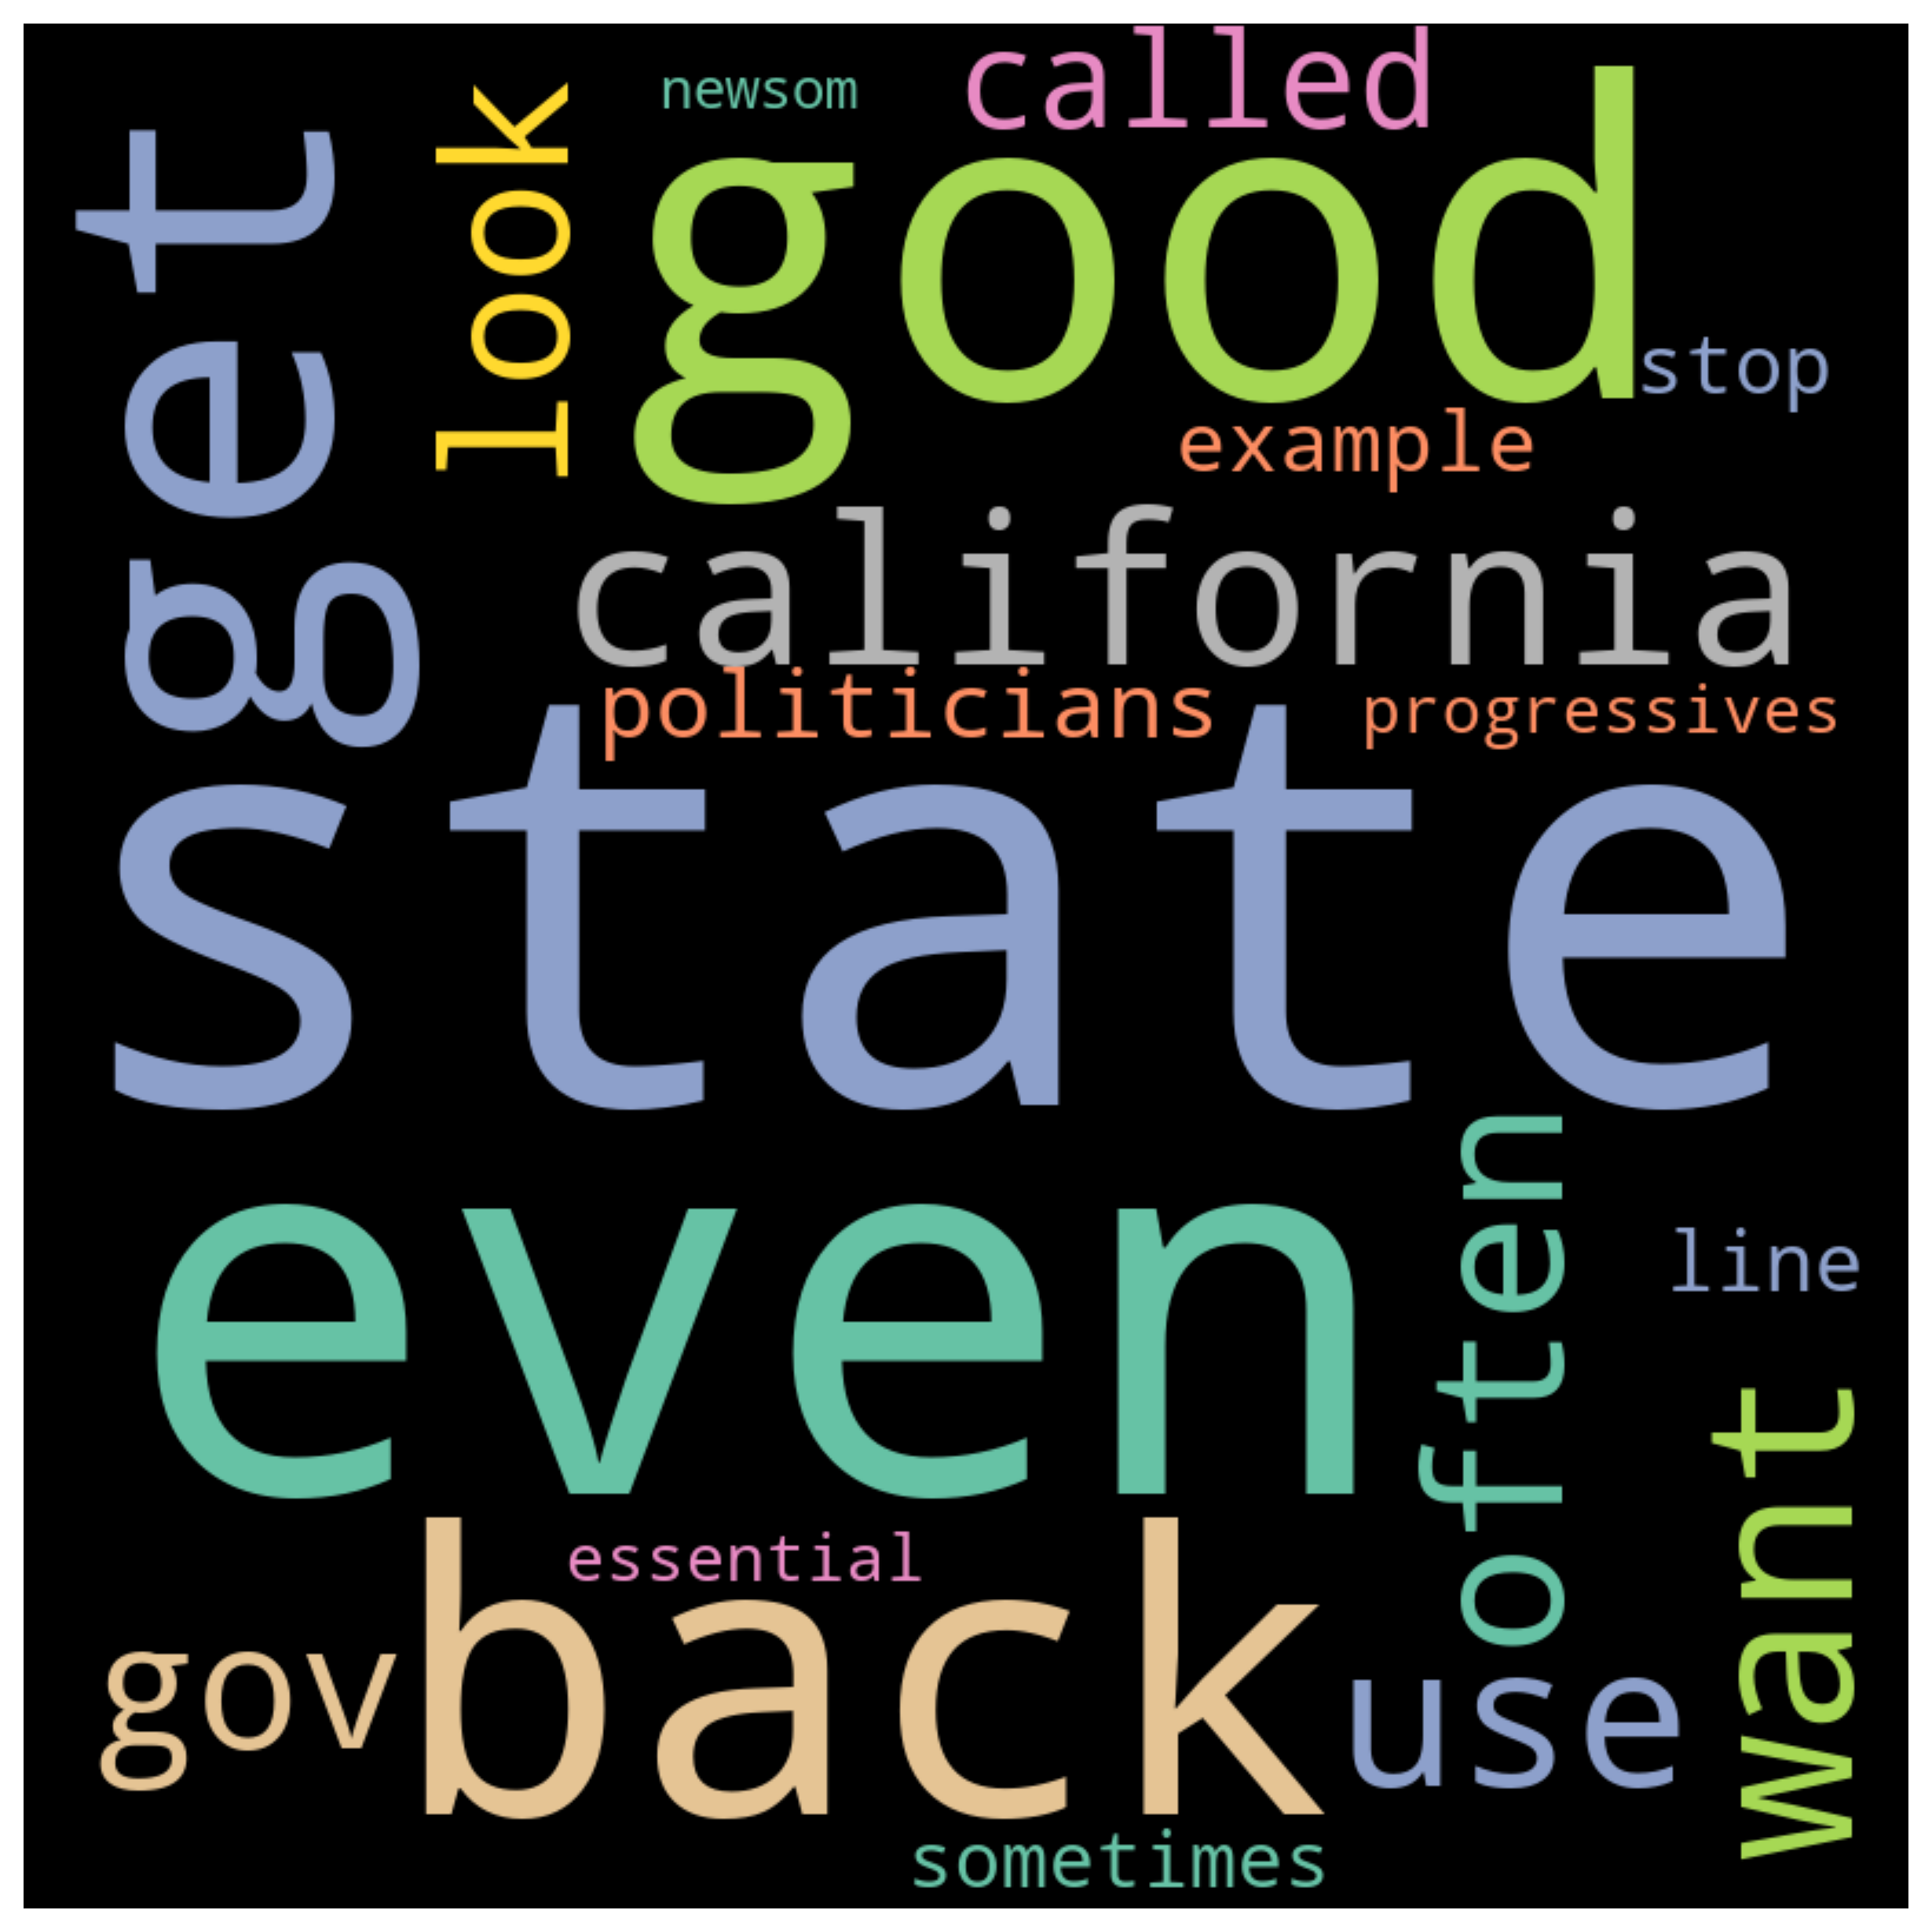 newsom
called
look
get
good
stop
example
california
politicians
progressives
state
even
often
line
want
essential
gov
back
use
sometimes